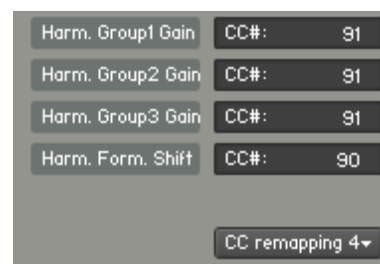 Harm. Group1 Gain CC#: 91
Harm. Group2 Gain CC#: 91
Harm. Group3 Gain CC#: 91
Harm. Form. Shift CC#: 90
CC remapping 4